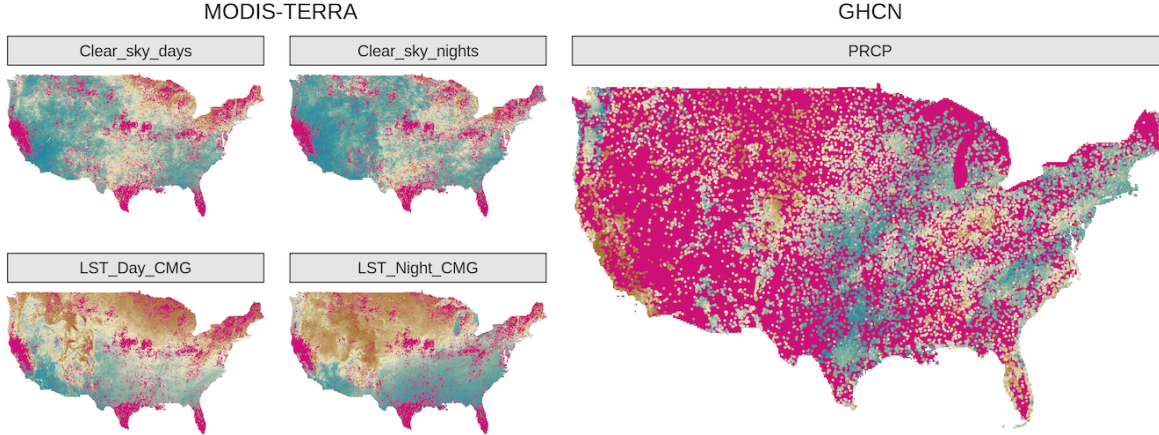 MODIS-TERRA
GHCN
Clear_sky_days
Clear_sky_nights
PRCP
LST_Day_CMG
LST_Night_CMG